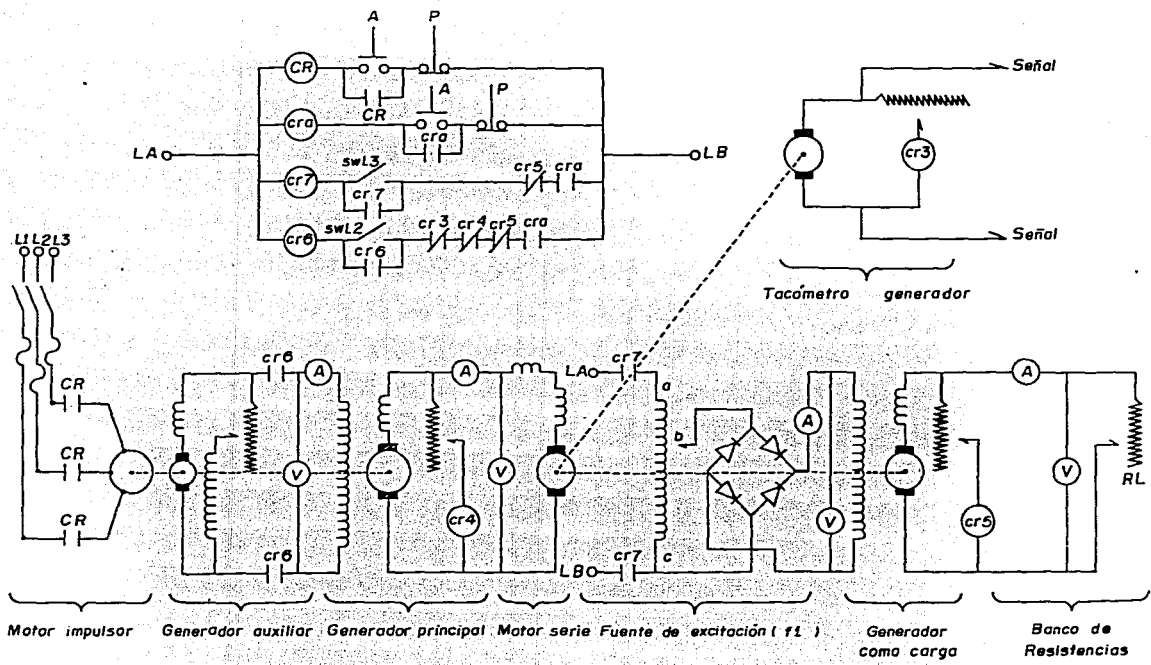 A P
CR
Señal
CR A P
cra
cra
cr3
LA LB
cr7 swL3 cr5 cra
cr7
cr6 swL2 cr3 cr4 cr5 cra
cr6
Señal
L1 L2 L3
Tacómetro generador
cr6 A A cr7
LA
CR a
b A A
CR V V V V
cr4 cr5 RL
CR
cr6 cr7 c
LB
Motor impulsor Generador auxiliar Generador principal Motor serie Fuente de excitación ( f1 ) Generador Banco de
como carga Resistencias